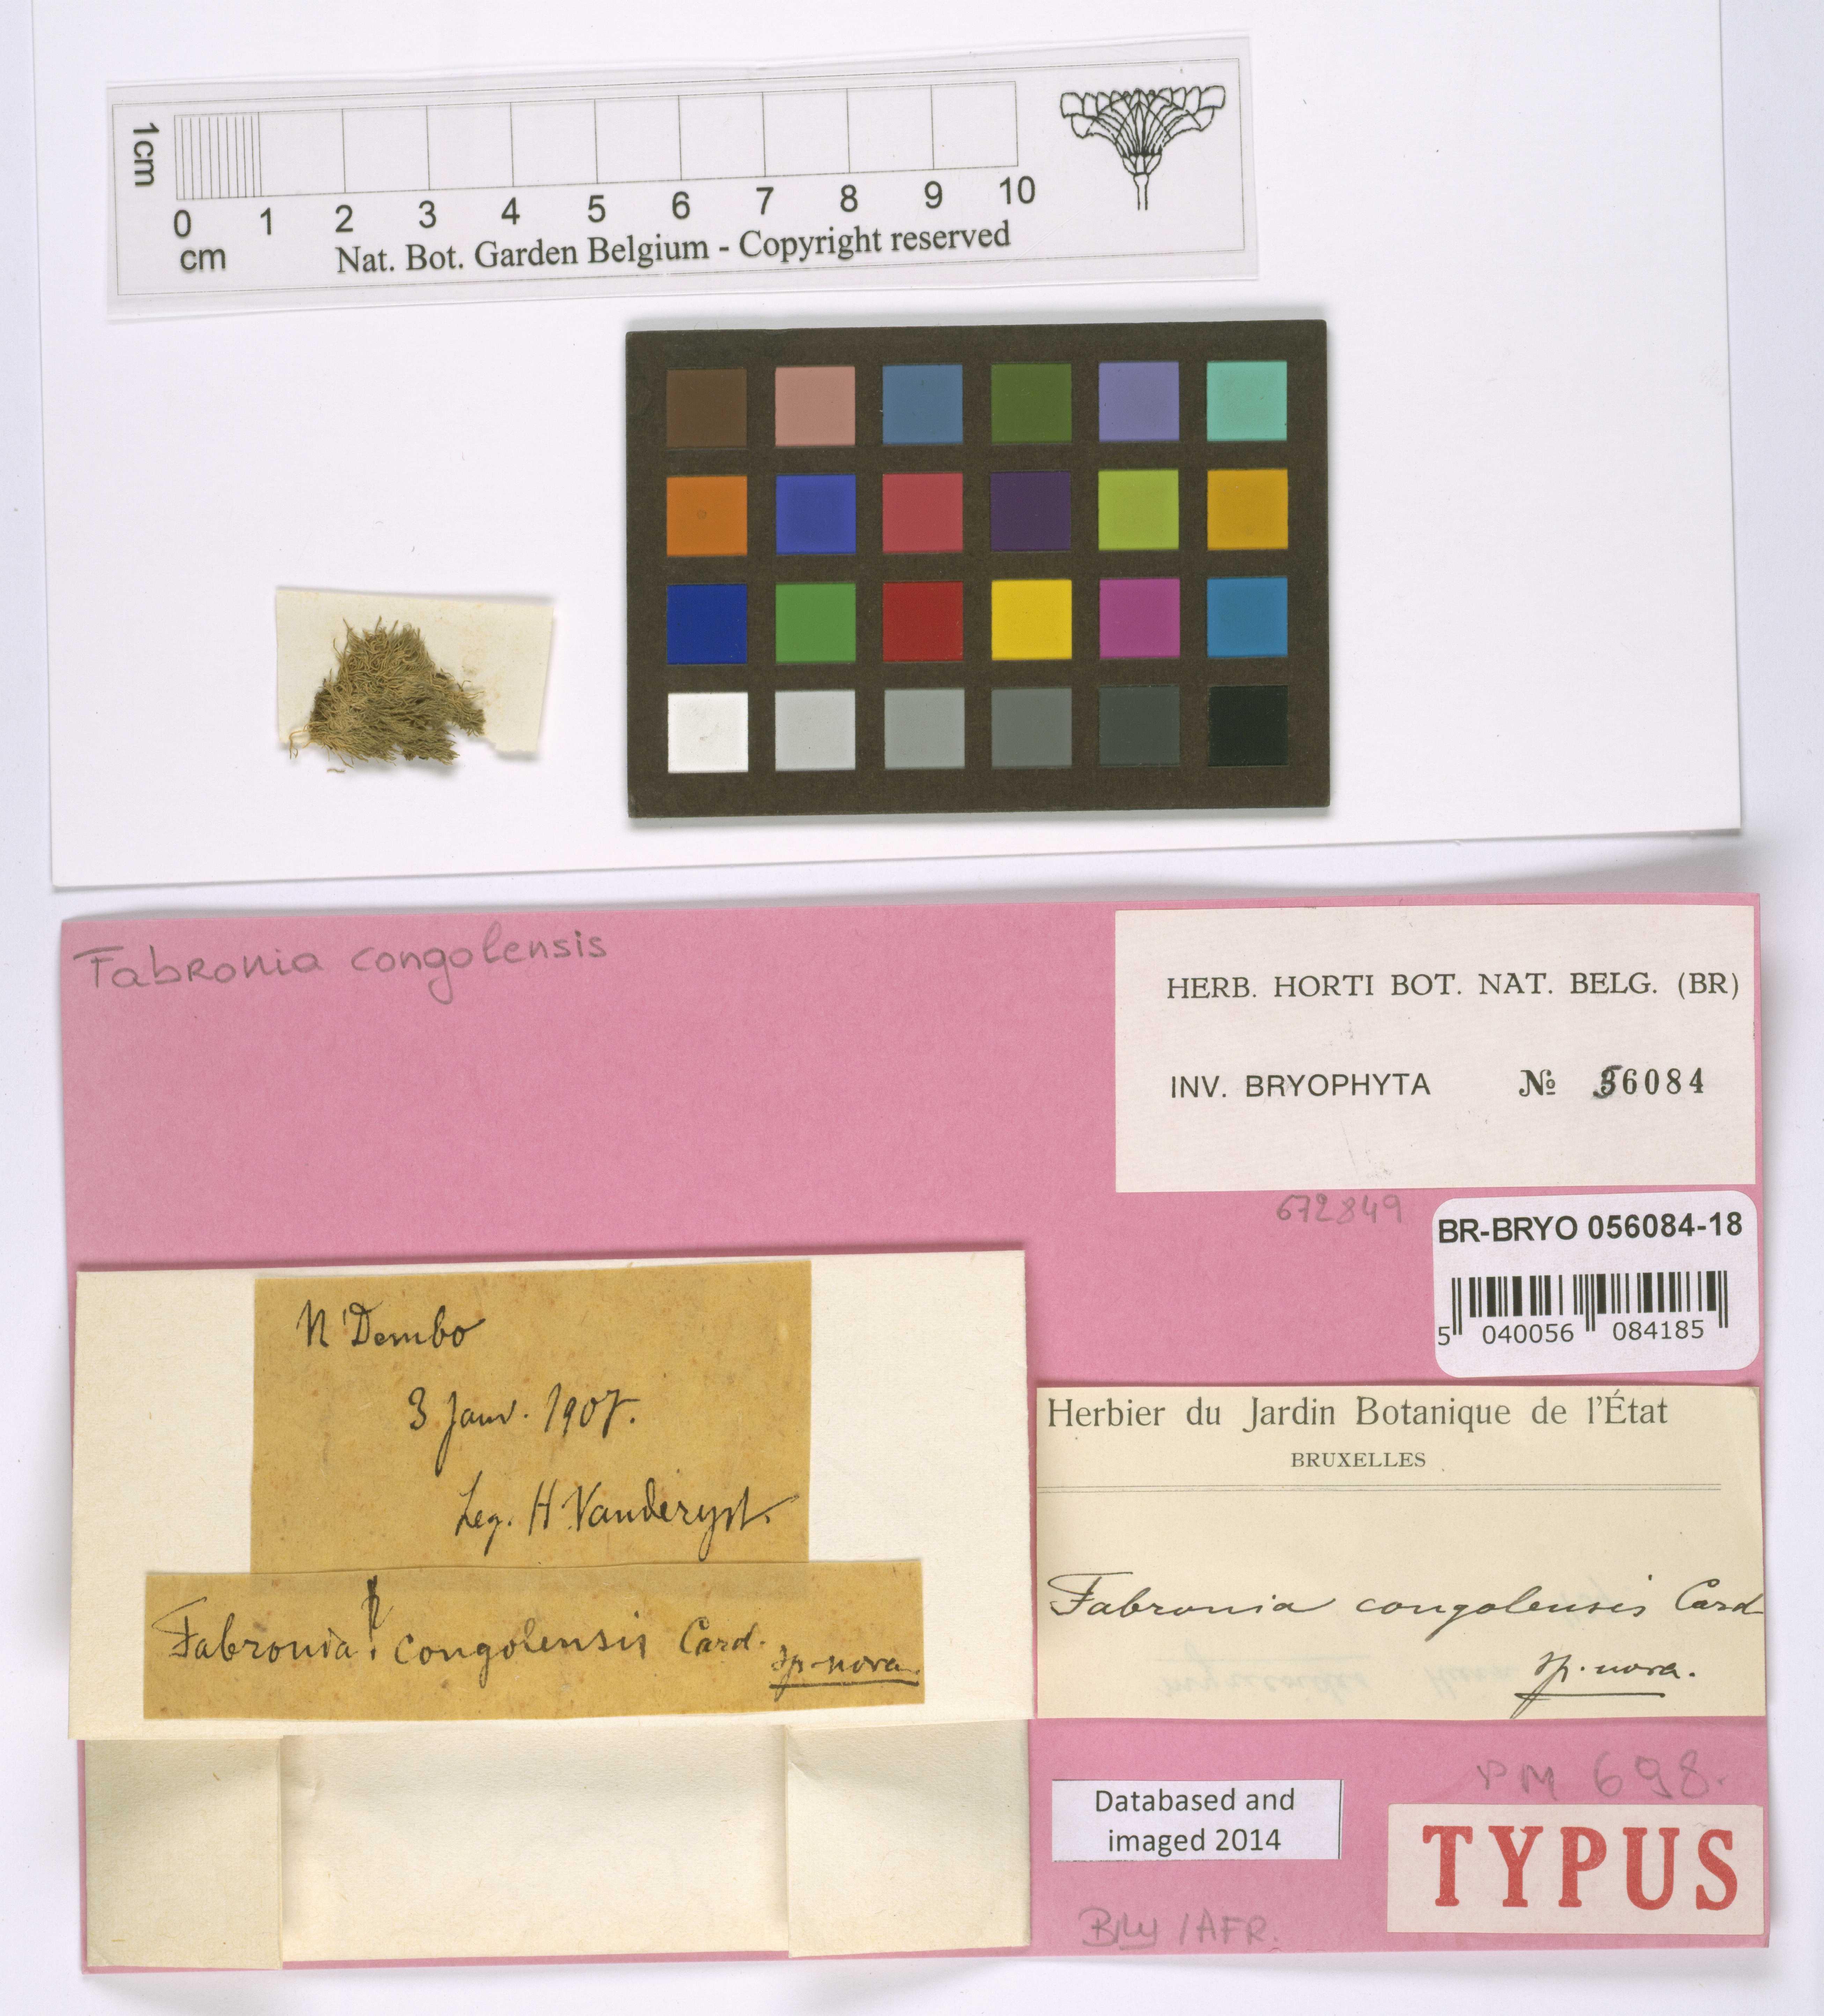 1cm
0 1 2 3 4 5 6 7 8 9 10
cm
Nat. Bot. Garden Belgium - Copyright reserved
Fabronia congolensis
HERB. HORTI BOT. NAT. BELG. (BR)
INV. BRYOPHYTA № 56084
672849
BR-BRYO 056084-18
5 040056 084185
N'Dembo
3 Janv. 1907.
Leg. H Vanderyst.
Fabronia congolensis Card.
sp. nova.
Herbier du Jardin Botanique de l'État
BRUXELLES
Fabronia congolensis Card
sp. nova.
PM 698.
Databased and
imaged 2014
TYPUS
Bry / AFR.